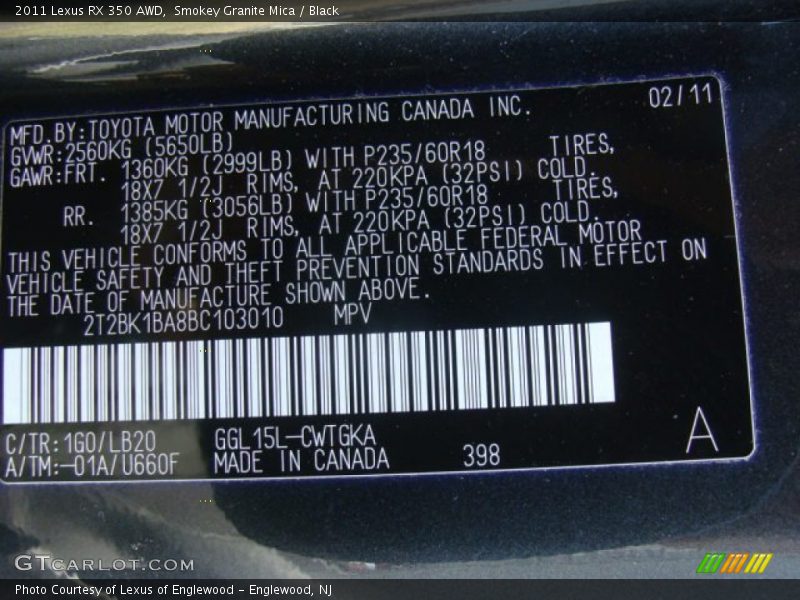 2011 Lexus RX 350 AWD, Smokey Granite Mica / Black
02/11
MFD.BY:TOYOTA MOTOR MANUFACTURING CANADA INC.
GVWR:2560KG (5650LB)
GAWR:FRT. 1360KG (2999LB) WITH P235/60R18 TIRES,
18X7 1/2J RIMS, AT 220KPA (32PSI) COLD.
RR. 1385KG (3056LB) WITH P235/60R18 TIRES,
18X7 1/2J RIMS, AT 220KPA (32PSI) COLD.
THIS VEHICLE CONFORMS TO ALL APPLICABLE FEDERAL MOTOR
VEHICLE SAFETY AND THEFT PREVENTION STANDARDS IN EFFECT ON
THE DATE OF MANUFACTURE SHOWN ABOVE.
2T2BK1BA8BC103010 MPV
C/TR:1G0/LB20 GGL15L-CWTGKA
A/TM:-01A/U660F MADE IN CANADA 398 A
GTCARLOT.COM
Photo Courtesy of Lexus of Englewood - Englewood, NJ